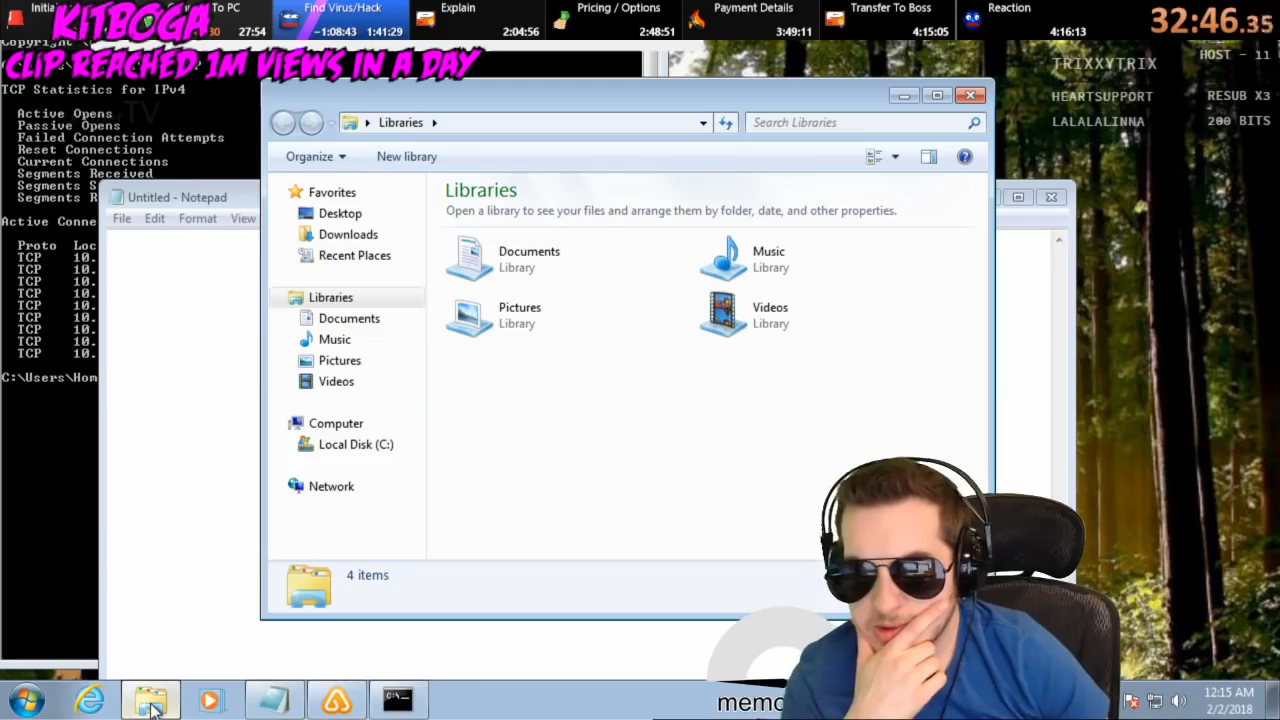 Initia
To PC
Find Virus/Hack
Explain
Pricing / Options
Payment Details
Transfer To Boss
Reaction
30 27:54
-1:08:43 1:41:29
2:04:56
2:48:51
3:49:11
4:15:05
4:16:13
32:46.35
KITBOGA
CLIP REACHED 1M VIEWS IN A DAY
HOST - 11
TRIXXYTRIX
HEARTSUPPORT RESUB X3
LALALALINNA 200 BITS
Copyright
TCP Statistics for IPv4
Active Opens
Passive Opens
Failed Connection Attempts
Reset Connections
Current Connections
Segments Received
Segments S
Segments R
Active Conne
Proto Loc
TCP 10.
TCP 10.
TCP 10.
TCP 10.
TCP 10.
TCP 10.
TCP 10.
TCP 10.
TCP 10.
C:\Users\Hom
Untitled - Notepad
File Edit Format View
Libraries
Search Libraries
Organize New library
Favorites
Desktop
Downloads
Recent Places
Libraries
Documents
Music
Pictures
Videos
Computer
Local Disk (C:)
Network
Libraries
Open a library to see your files and arrange them by folder, date, and other properties.
Documents
Library
Music
Library
Pictures
Library
Videos
Library
4 items
memo
C:\
12:15 AM
2/2/2018